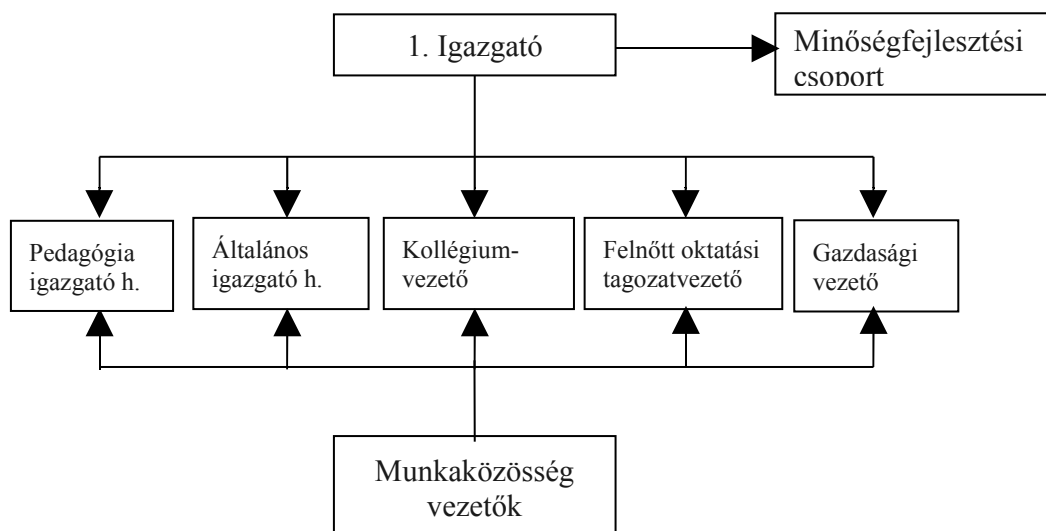 1. Igazgató
Minőségfejlesztési
csoport
Pedagógia
igazgató h.
Általános
igazgató h.
Kollégium-
vezető
Felnőtt oktatási
tagozatvezető
Gazdasági
vezető
Munkaközösség
vezetők